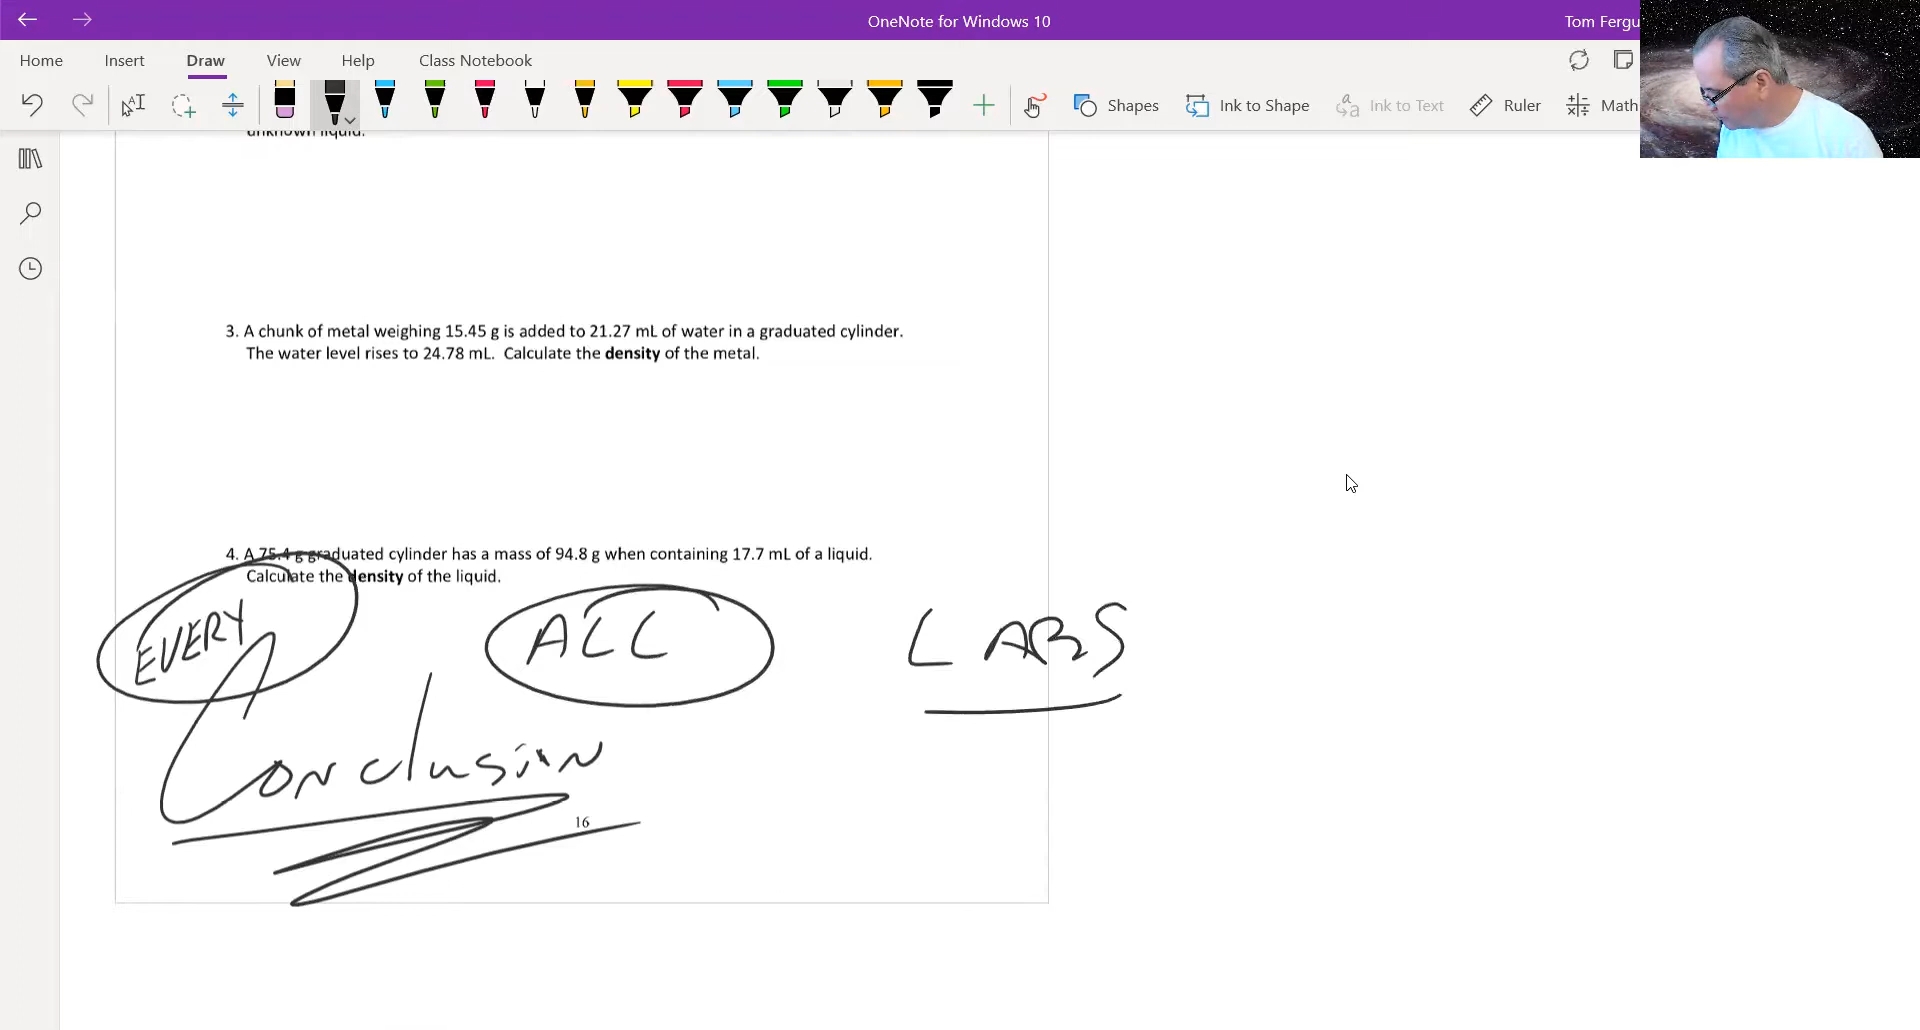 OneNote for Windows 10
Tom Fergu
Home Insert Draw View Help Class Notebook
Shapes Ink to Shape Ink to Text Ruler Math
unknown liquid.
3. A chunk of metal weighing 15.45 g is added to 21.27 mL of water in a graduated cylinder.
The water level rises to 24.78 mL. Calculate the density of the metal.
4. A 75.4 g graduated cylinder has a mass of 94.8 g when containing 17.7 mL of a liquid.
Calculate the density of the liquid.
EVERY ALL LABS
Conclusion
16